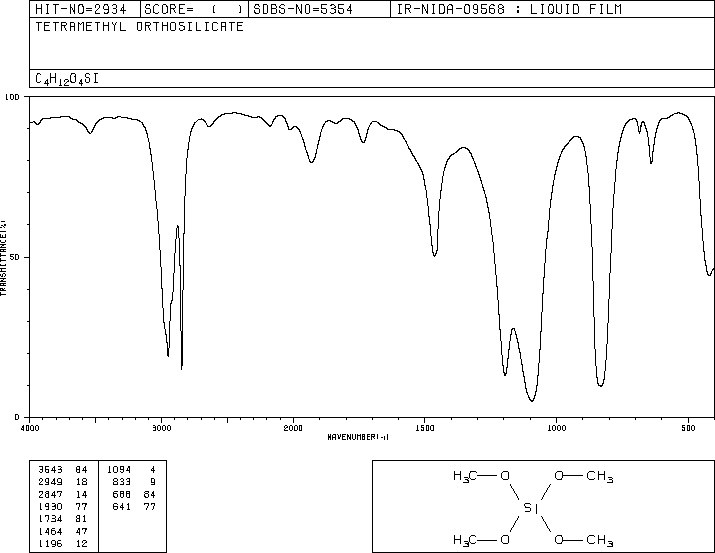 HIT-NO=2934 SCORE= ( ) SDBS-NO=5354 IR-NIDA-09568 : LIQUID FILM
TETRAMETHYL ORTHOSILICATE
C4H12O4SI
100
50
0
TRANSMITTANCE(%)
4000 3000 2000 1500 1000 500
WAVENUMBER(-1)
3543 84 1094 4
2949 18 833 9
2847 14 688 84
1930 77 641 77
1734 81
1464 47
1196 12
H3C O O CH3
Si
H3C O O CH3